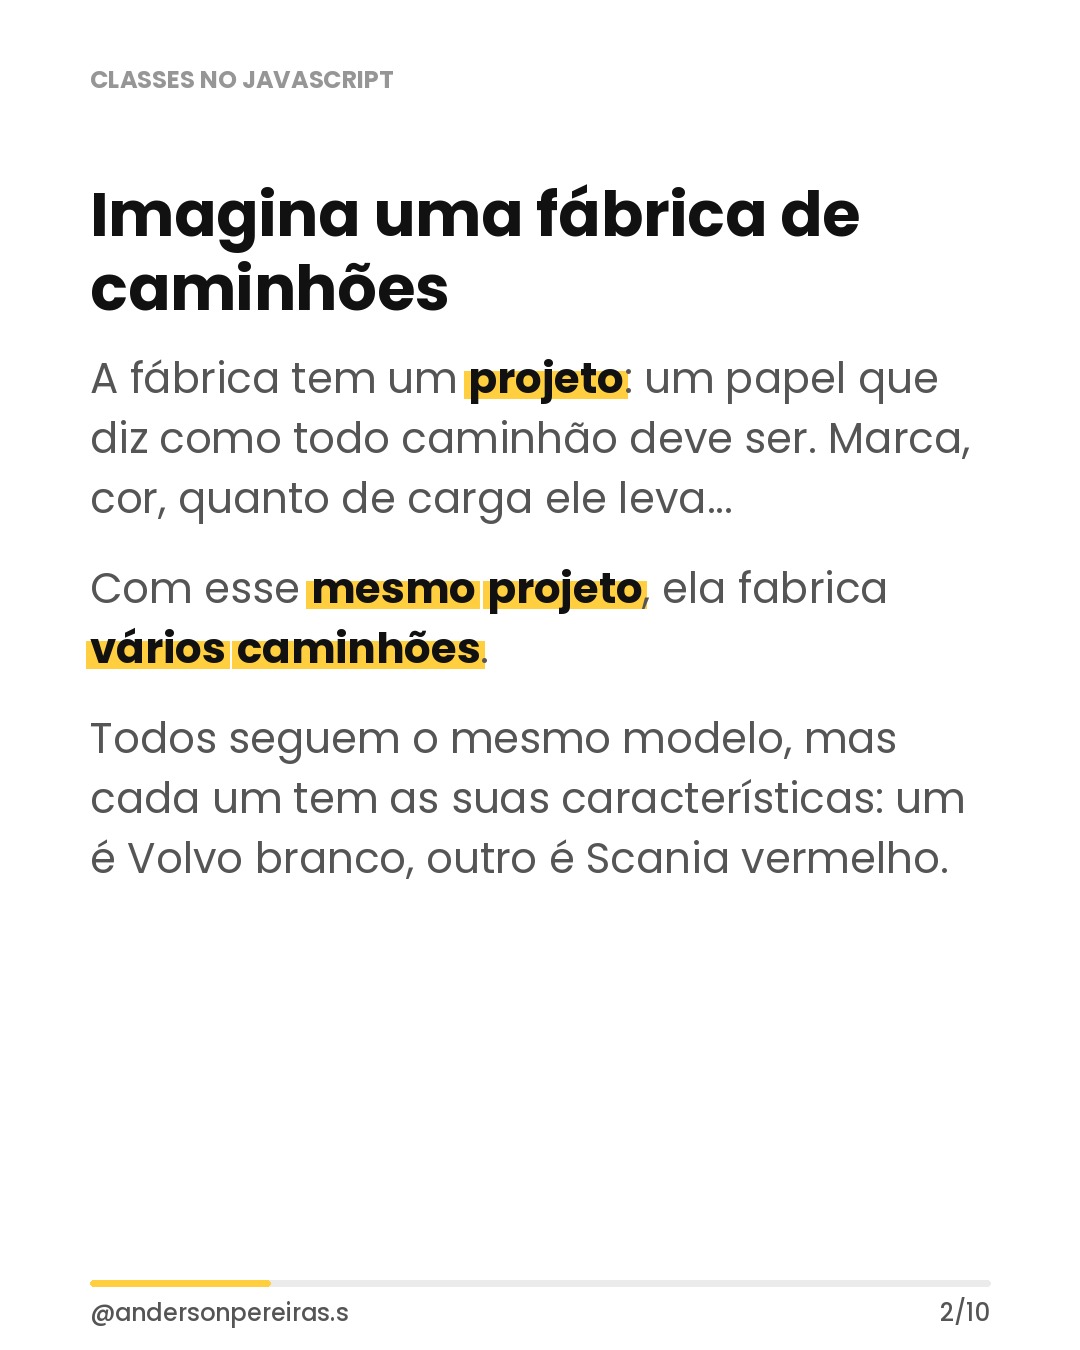 CLASSES NO JAVASCRIPT
Imagina uma fábrica de
caminhões
A fábrica tem um projeto: um papel que
diz como todo caminhão deve ser. Marca,
cor, quanto de carga ele leva...
Com esse mesmo projeto, ela fabrica
vários caminhões.
Todos seguem o mesmo modelo, mas
cada um tem as suas características: um
é Volvo branco, outro é Scania vermelho.
@andersonpereiras.s
2/10